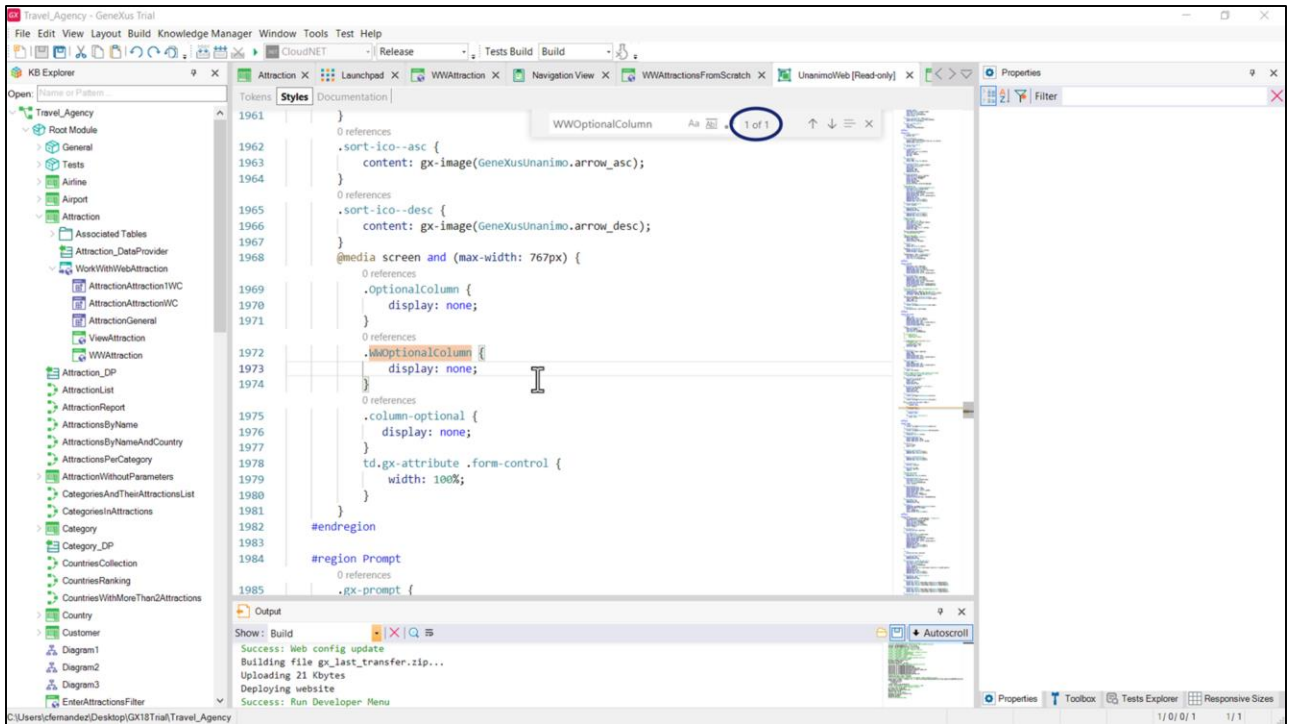 GX Travel_Agency - GeneXus Trial
File Edit View Layout Build Knowledge Manager Window Tools Test Help
CloudNET Release Tests Build Build
KB Explorer
Open: Name or Pattern...
Travel_Agency
Root Module
General
Tests
Airline
Airport
Attraction
Associated Tables
Attraction_DataProvider
WorkWithWebAttraction
AttractionAttraction1WC
AttractionAttractionWC
AttractionGeneral
ViewAttraction
WWAttraction
Attraction_DP
AttractionList
AttractionReport
AttractionsByName
AttractionsByNameAndCountry
AttractionsPerCategory
AttractionWithoutParameters
CategoriesAndTheirAttractionsList
CategoriesInAttractions
Category
Category_DP
CountriesCollection
CountriesRanking
CountriesWithMoreThan2Attractions
Country
Customer
Diagram1
Diagram2
Diagram3
EnterAttractionsFilter
Attraction X Launchpad X WWAttraction X Navigation View X WWAttractionsFromScratch X UnanimoWeb [Read-only] X
Tokens Styles Documentation
WWOptionalColumn Aa 1 of 1
1961 }
0 references
1962 .sort-ico--asc {
1963 content: gx-image(GeneXusUnanimo.arrow_asc);
1964 }
0 references
1965 .sort-ico--desc {
1966 content: gx-image(GeneXusUnanimo.arrow_desc);
1967 }
1968 @media screen and (max-width: 767px) {
0 references
1969 .OptionalColumn {
1970 display: none;
1971 }
0 references
1972 .WWOptionalColumn {
1973 display: none;
1974 }
0 references
1975 .column-optional {
1976 display: none;
1977 }
1978 td.gx-attribute .form-control {
1979 width: 100%;
1980 }
1981 }
1982 #endregion
1983
1984 #region Prompt
0 references
1985 .gx-prompt {
Output
Show: Build Autoscroll
Success: Web config update
Building file gx_last_transfer.zip...
Uploading 21 Kbytes
Deploying website
Success: Run Developer Menu
Properties
Filter
Properties Toolbox Tests Explorer Responsive Sizes
C:\Users\cfernandez\Desktop\GX18Trial\Travel_Agency 1/0/0/1 1/1